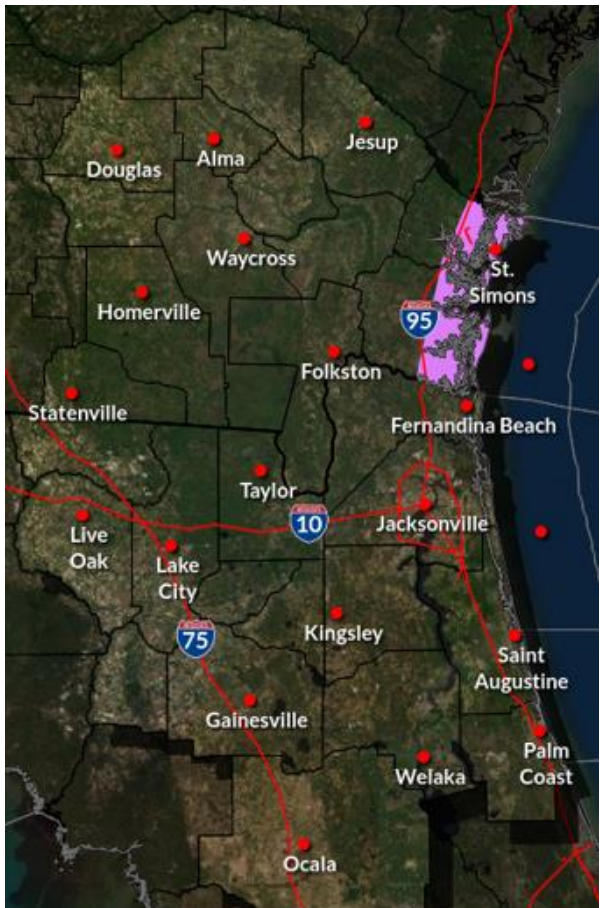 Jesup
Alma
Douglas
Waycross
St.
Simons
Homerville
95
Folkston
Statenville
Fernandina Beach
Taylor
Jacksonville
10
Live
Oak
Lake
City
Kingsley
75
Saint
Augustine
Gainesville
Palm
Coast
Welaka
Ocala